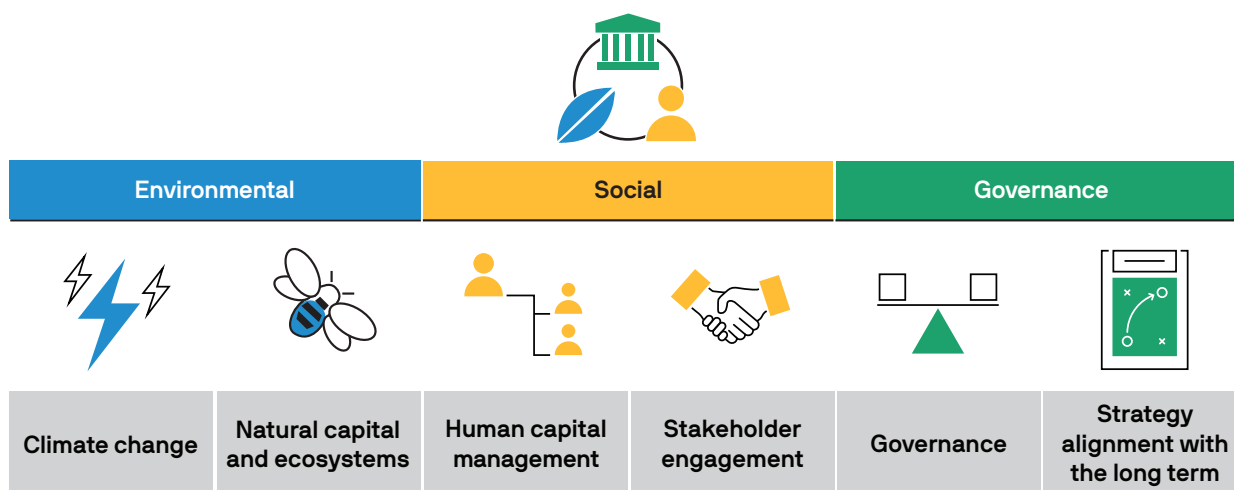 Environmental
Social
Governance
Climate change
Natural capital
and ecosystems
Human capital
management
Stakeholder
engagement
Governance
Strategy
alignment with
the long term